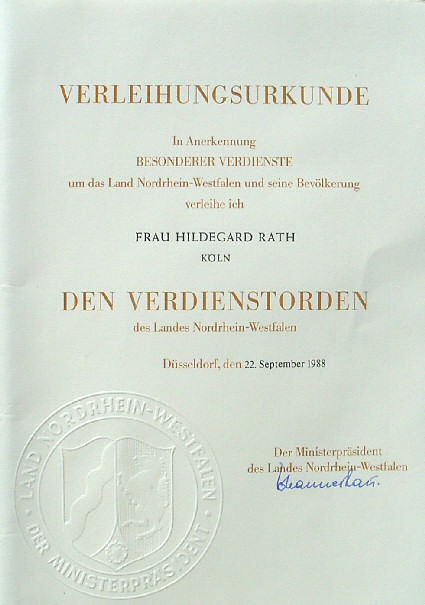 VERLEIHUNGSURKUNDE
In Anerkennung
BESONDERER VERDIENSTE
um das Land Nordrhein-Westfalen und seine Bevölkerung
verleihe ich
FRAU HILDEGARD RATH
KÖLN
DEN VERDIENSTORDEN
des Landes Nordrhein-Westfalen
Düsseldorf, den 22. September 1988
Der Ministerpräsident
des Landes Nordrhein-Westfalen
LAND NORDRHEIN-WESTFALEN
DER MINISTERPRÄSIDENT